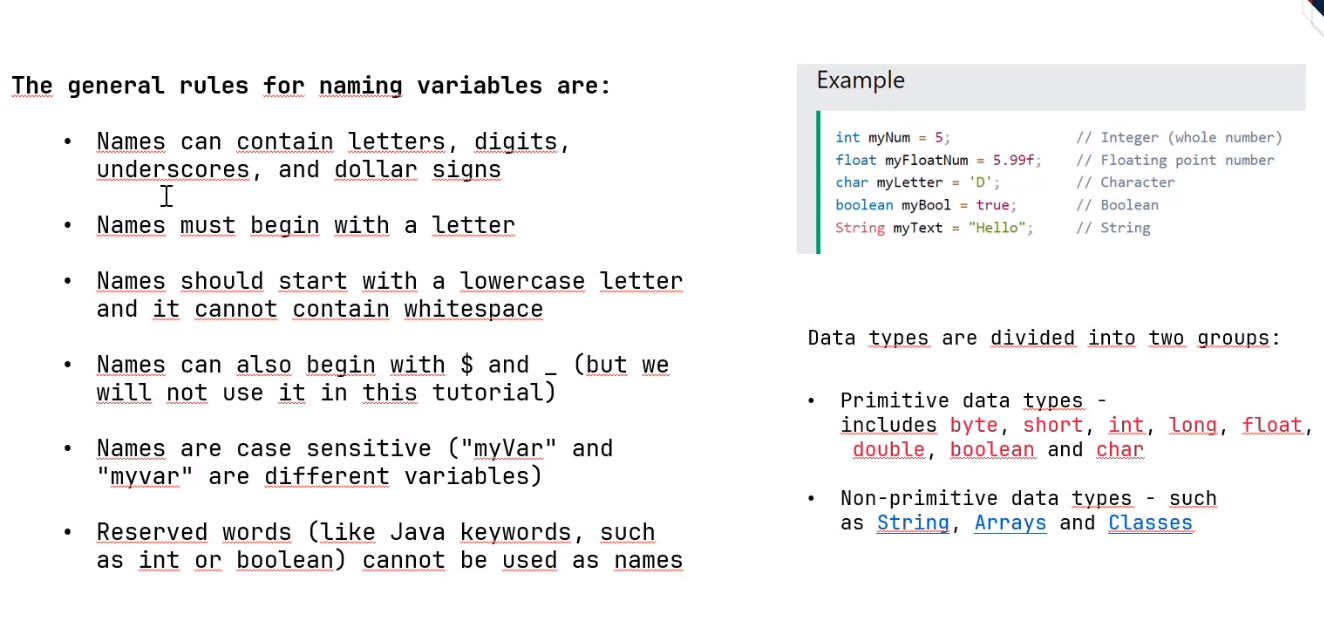 The general rules for naming variables are:
• Names can contain letters, digits,
underscores, and dollar signs
• Names must begin with a letter
• Names should start with a lowercase letter
and it cannot contain whitespace
• Names can also begin with $ and _ (but we
will not use it in this tutorial)
• Names are case sensitive ("myVar" and
"myvar" are different variables)
• Reserved words (like Java keywords, such
as int or boolean) cannot be used as names
Example
int myNum = 5; // Integer (whole number)
float myFloatNum = 5.99f; // Floating point number
char myLetter = 'D'; // Character
boolean myBool = true; // Boolean
String myText = "Hello"; // String
Data types are divided into two groups:
• Primitive data types -
includes byte, short, int, long, float,
double, boolean and char
• Non-primitive data types - such
as String, Arrays and Classes